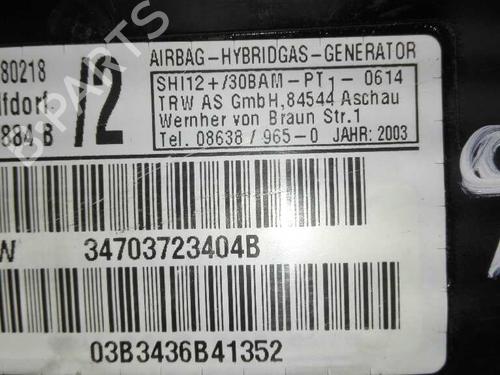 80218
lfdorf
884 B
/2
AIRBAG-HYBRIDGAS-GENERATOR
SHI12+/30BAM-PT1-0614
TRW AS GmbH,84544 Aschau
Wernher von Braun Str.1
Tel. 08638/965-0 JAHR: 2003
W 34703723404B
03B3436B41352